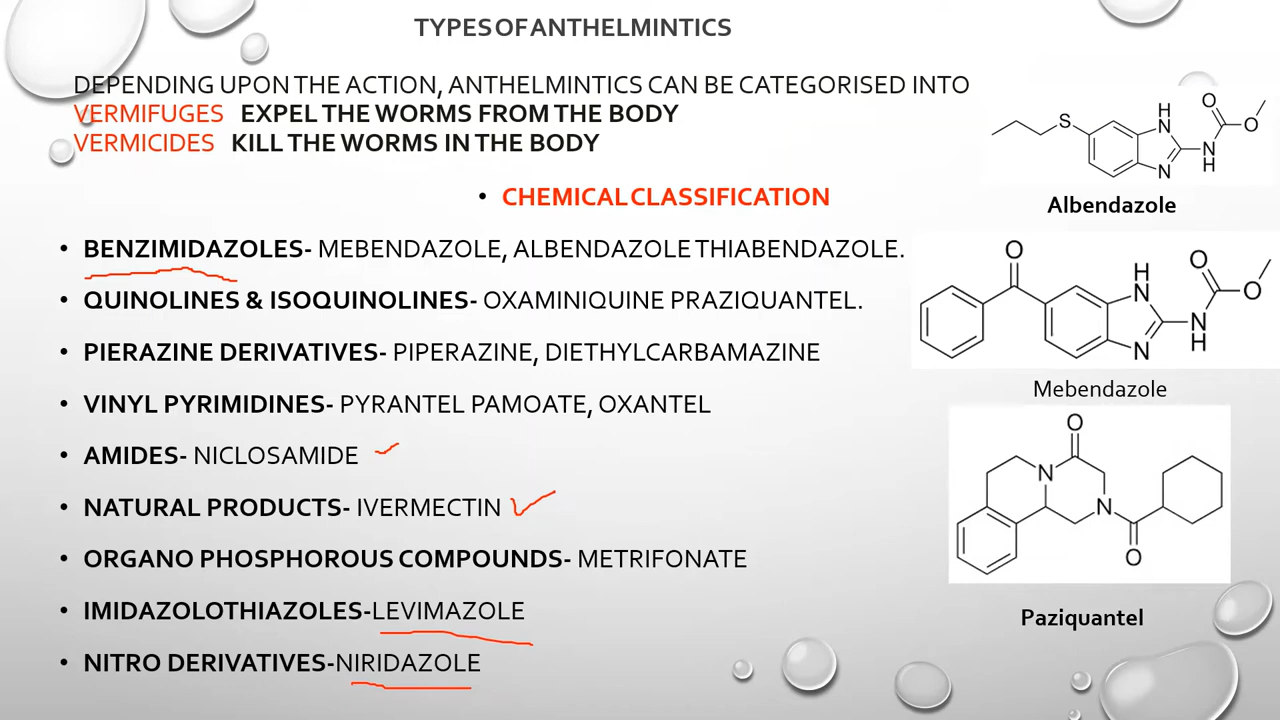 TYPES OF ANTHELMINTICS
DEPENDING UPON THE ACTION, ANTHELMINTICS CAN BE CATEGORISED INTO
VERMIFUGES EXPEL THE WORMS FROM THE BODY
VERMICIDES KILL THE WORMS IN THE BODY
• CHEMICAL CLASSIFICATION
• BENZIMIDAZOLES- MEBENDAZOLE, ALBENDAZOLE THIABENDAZOLE.
• QUINOLINES & ISOQUINOLINES- OXAMINIQUINE PRAZIQUANTEL.
• PIERAZINE DERIVATIVES- PIPERAZINE, DIETHYLCARBAMAZINE
• VINYL PYRIMIDINES- PYRANTEL PAMOATE, OXANTEL
• AMIDES- NICLOSAMIDE
• NATURAL PRODUCTS- IVERMECTIN
• ORGANO PHOSPHOROUS COMPOUNDS- METRIFONATE
• IMIDAZOLOTHIAZOLES-LEVIMAZOLE
• NITRO DERIVATIVES-NIRIDAZOLE
S
H
N
N
N
H
O
O
Albendazole
O
H
N
N
N
H
O
O
Mebendazole
O
N
N
O
Paziquantel